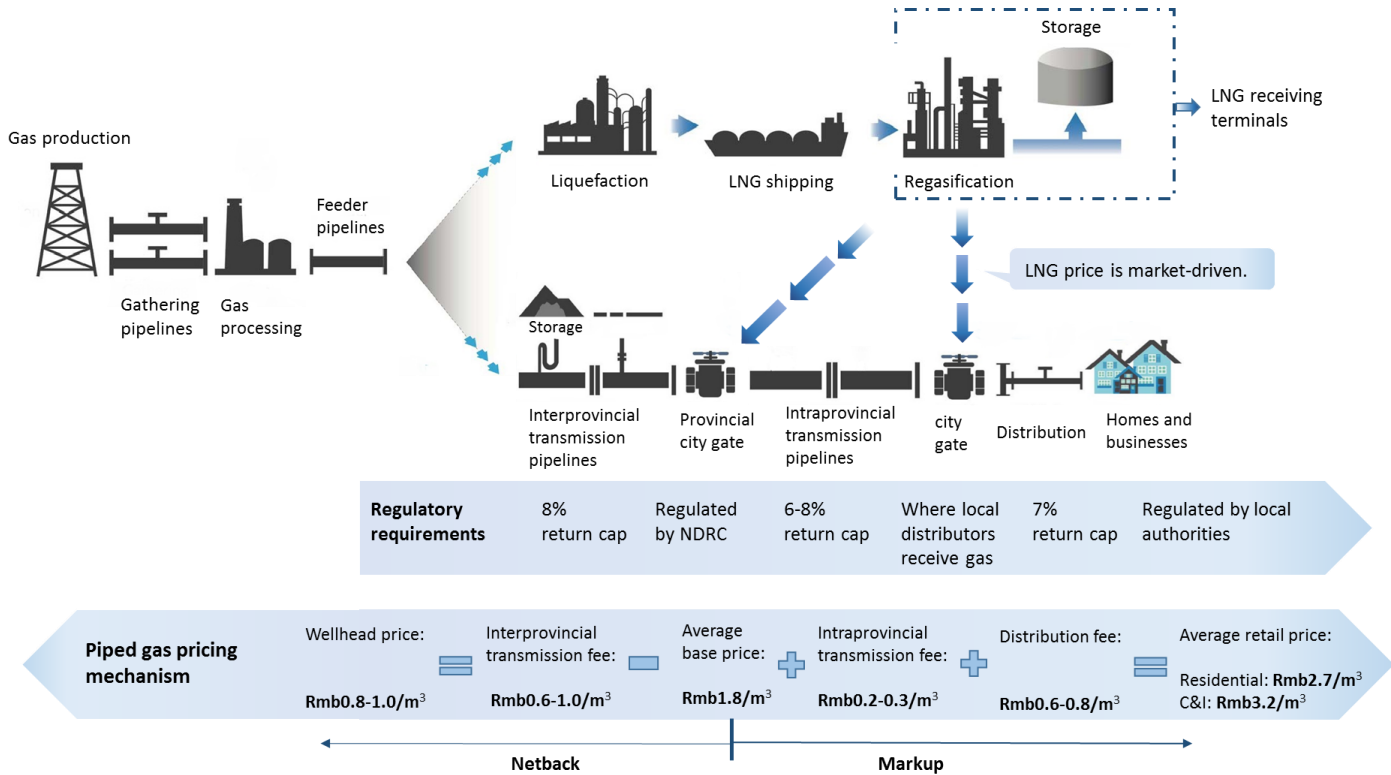 Storage
LNG receiving
terminals
Gas production
Liquefaction
LNG shipping
Regasification
Feeder
pipelines
LNG price is market-driven.
Gathering
pipelines
Gas
processing
Storage
Interprovincial
transmission
pipelines
Provincial
city gate
Intraprovincial
transmission
pipelines
city
gate
Distribution
Homes and
businesses
Regulatory
requirements
8%
return cap
Regulated
by NDRC
6-8%
return cap
Where local
distributors
receive gas
7%
return cap
Regulated by local
authorities
Piped gas pricing
mechanism
Wellhead price:
Rmb0.8-1.0/m³
Interprovincial
transmission fee:
Rmb0.6-1.0/m³
Average
base price:
Rmb1.8/m³
Intraprovincial
transmission fee:
Rmb0.2-0.3/m³
Distribution fee:
Rmb0.6-0.8/m³
Average retail price:
Residential: Rmb2.7/m³
C&I: Rmb3.2/m³
Netback
Markup